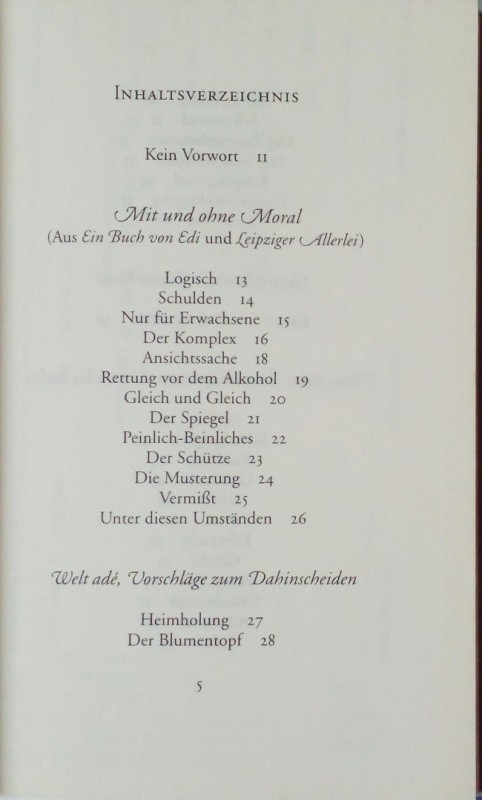 Inhaltsverzeichnis
Kein Vorwort 11
Mit und ohne Moral
(Aus Ein Buch von Edi und Leipziger Allerlei)
Logisch 13
Schulden 14
Nur für Erwachsene 15
Der Komplex 16
Ansichtssache 18
Rettung vor dem Alkohol 19
Gleich und Gleich 20
Der Spiegel 21
Peinlich-Beinliches 22
Der Schütze 23
Die Musterung 24
Vermißt 25
Unter diesen Umständen 26
Welt adé, Vorschläge zum Dahinscheiden
Heimholung 27
Der Blumentopf 28
5